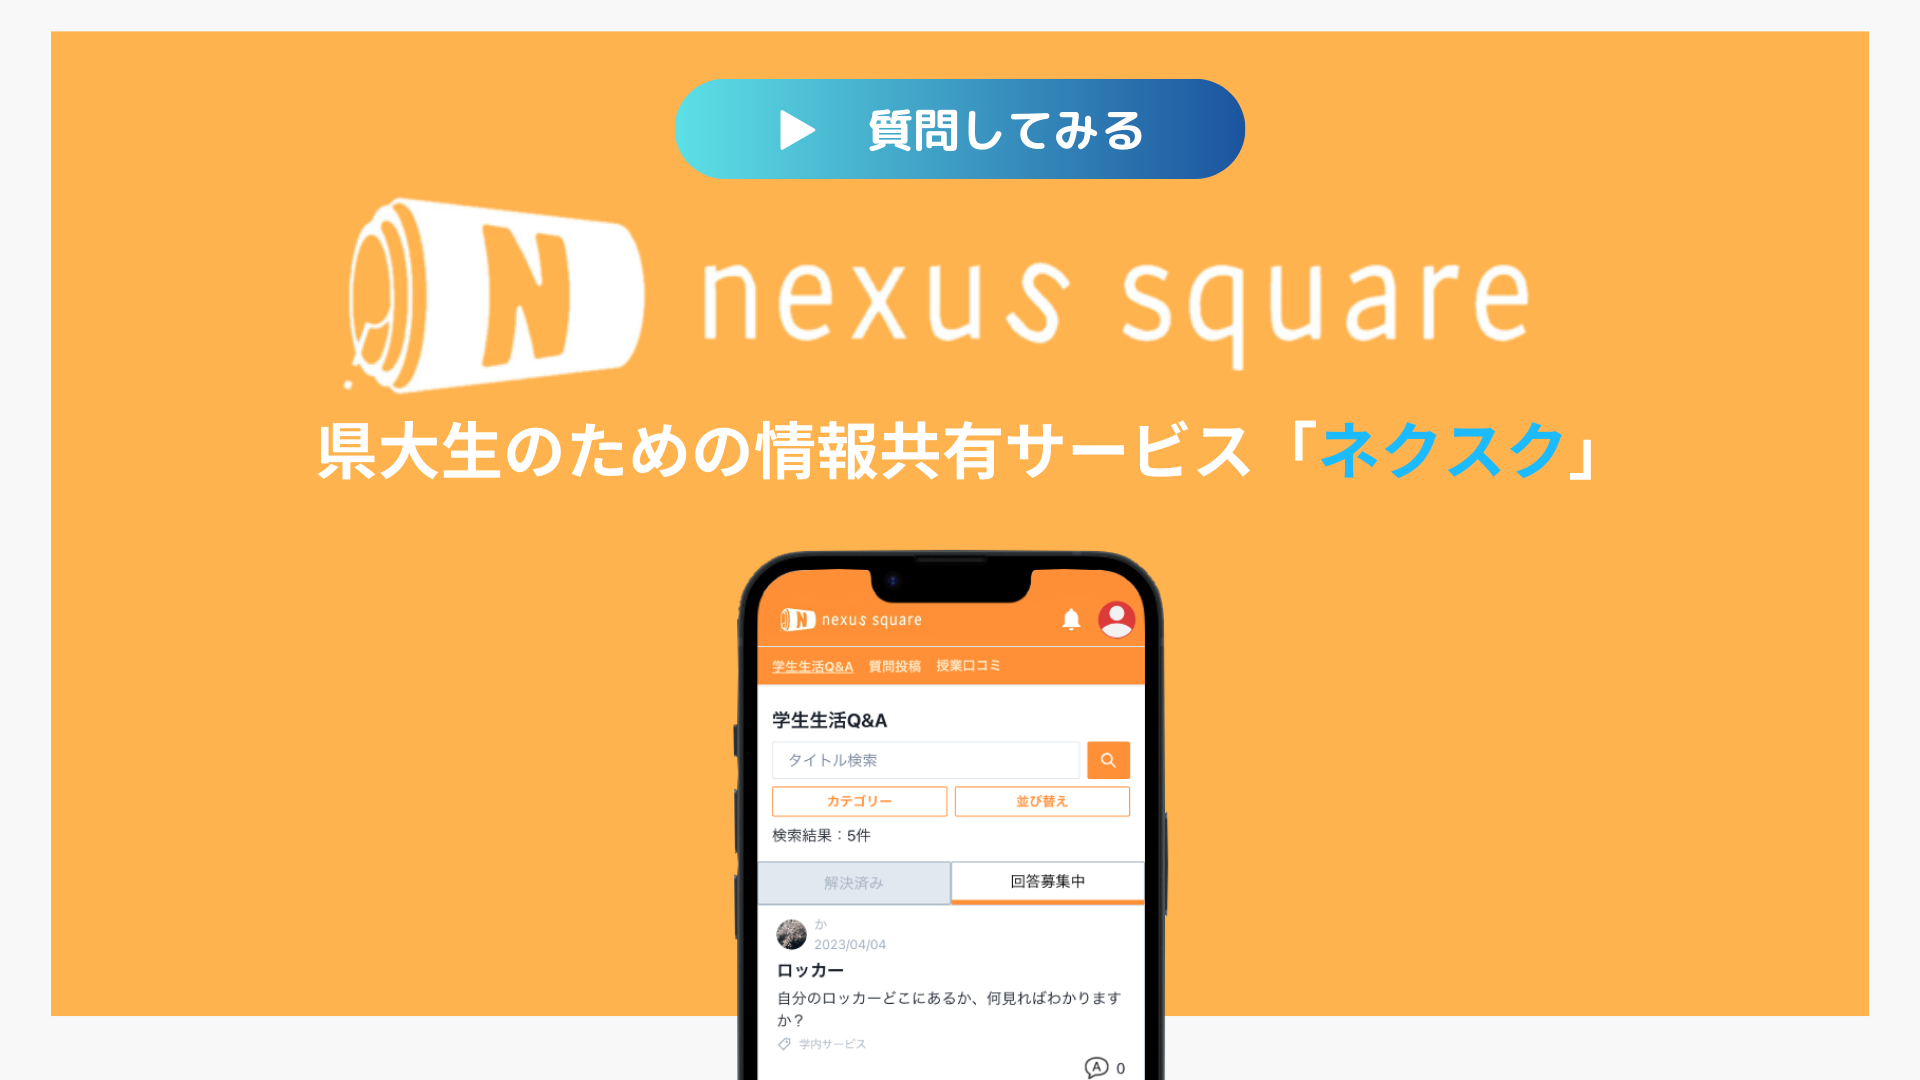 質問してみる
N nexus square
県大生のための情報共有サービス「ネクスク」
N nexus square
学生生活Q&A 質問投稿 授業口コミ
学生生活Q&A
タイトル検索
カテゴリー 並び替え
検索結果：5件
解決済み 回答募集中
か
2023/04/04
ロッカー
自分のロッカーどこにあるか、何見ればわかります
か？
学内サービス
A 0